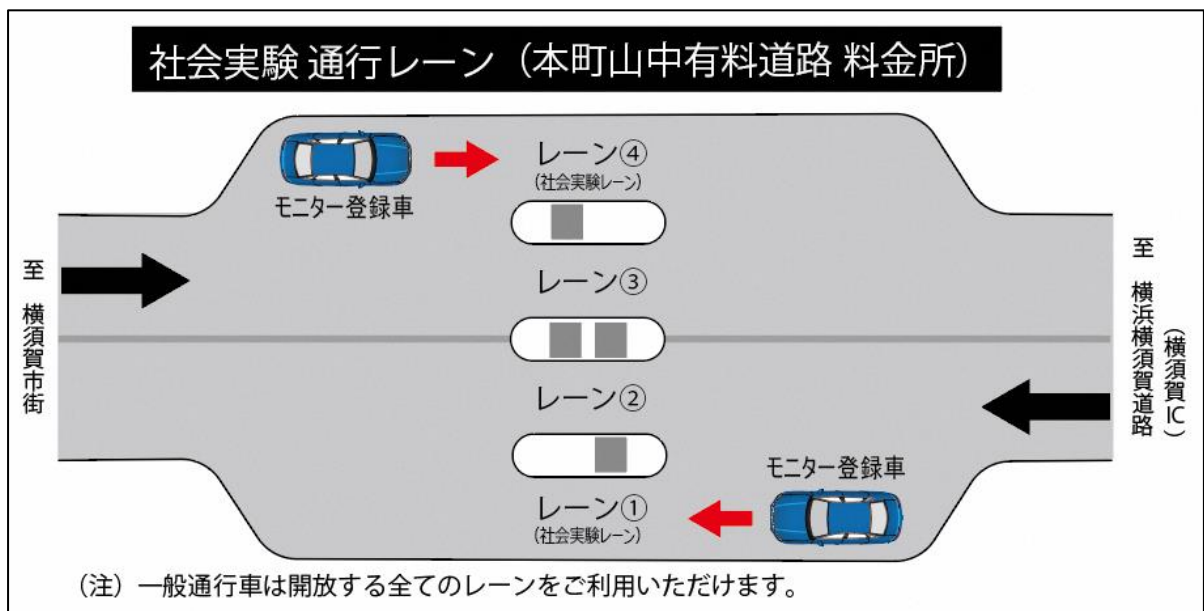 社会実験 通行レーン（本町山中有料道路 料金所）
レーン④
（社会実験レーン）
モニター登録車
レーン③
至 横須賀市街
至 横浜横須賀道路
（横須賀IC）
レーン②
モニター登録車
レーン①
（社会実験レーン）
（注）一般通行車は開放する全てのレーンをご利用いただけます。